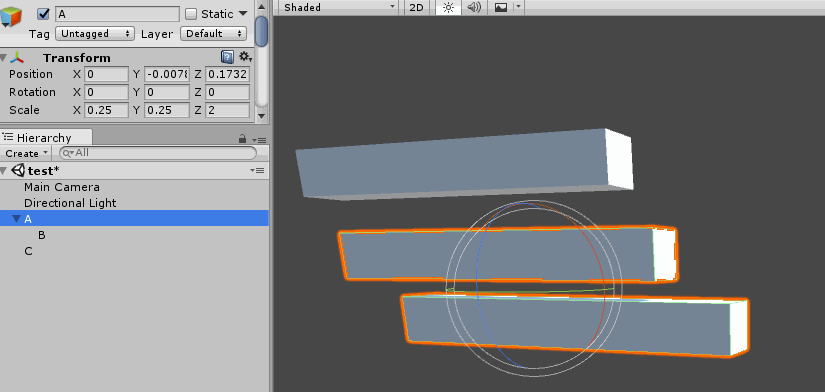 A Static
Tag Untagged Layer Default
Transform
Position X 0 Y -0.0078 Z 0.1732
Rotation X 0 Y 0 Z 0
Scale X 0.25 Y 0.25 Z 2
Hierarchy
Create All
test*
Main Camera
Directional Light
A
B
C
Shaded 2D